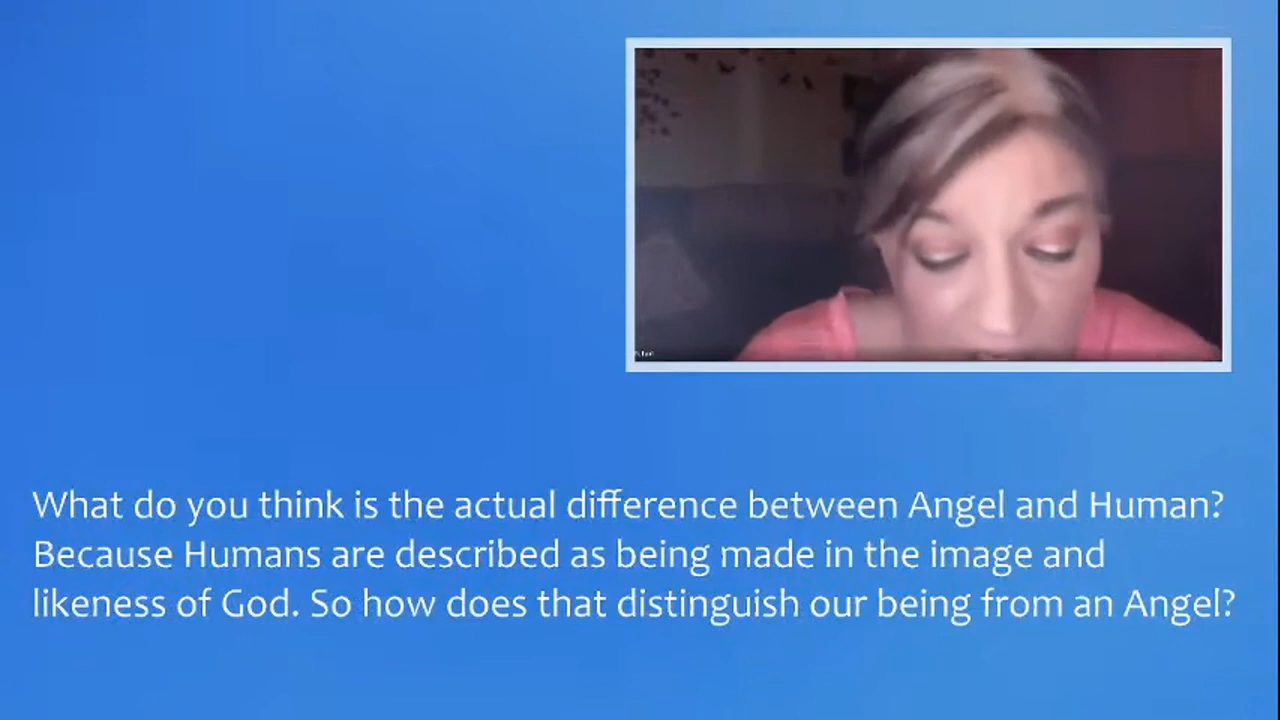 What do you think is the actual difference between Angel and Human?
Because Humans are described as being made in the image and
likeness of God. So how does that distinguish our being from an Angel?